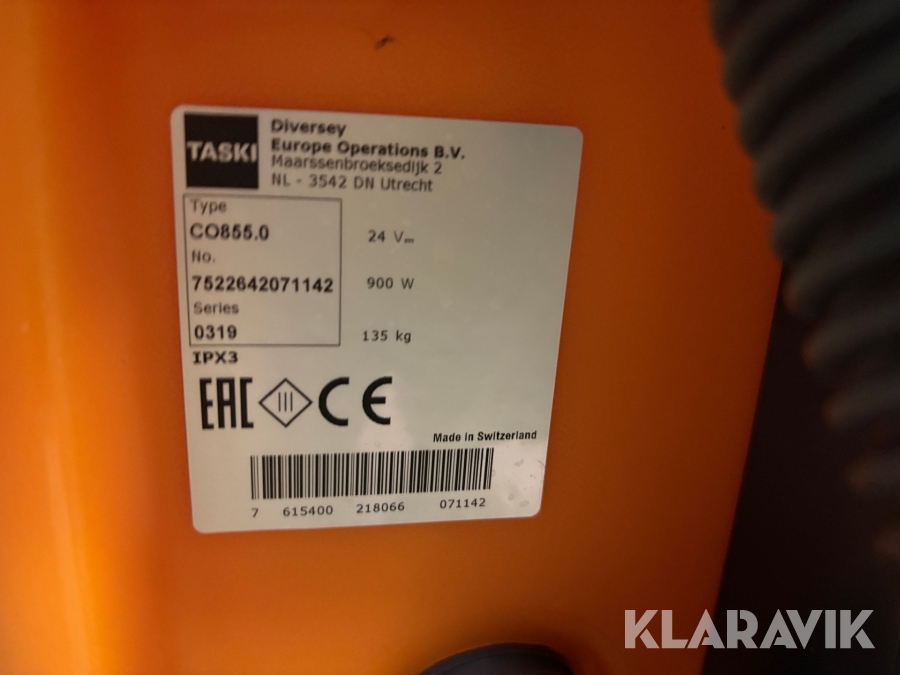 TASKI
Diversey
Europe Operations B.V.
Maarssenbroeksedijk 2
NL - 3542 DN Utrecht
Type
CO855.0
24 V⎓
No.
7522642071142
900 W
Series
0319
135 kg
IPX3
EAC III CE
Made in Switzerland
7 615400 218066 071142
KLARAVIK